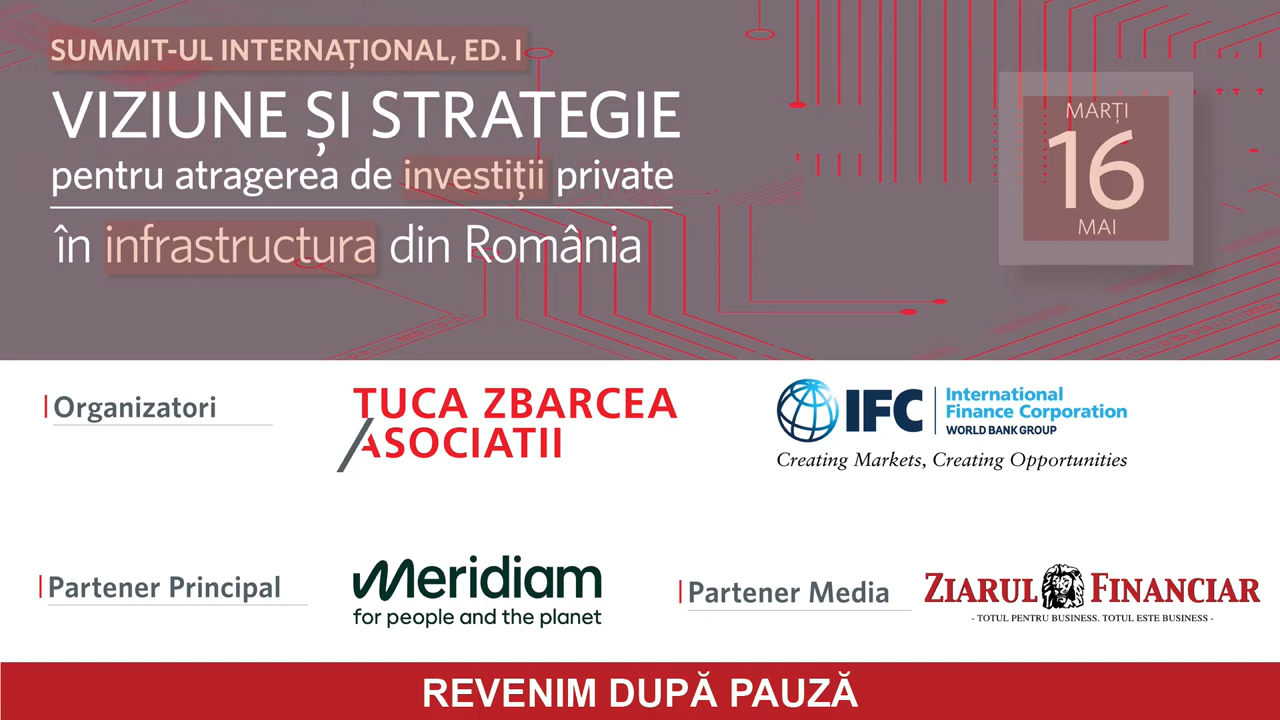 SUMMIT-UL INTERNAȚIONAL, ED. I
VIZIUNE ȘI STRATEGIE
pentru atragerea de investiții private
în infrastructura din România
MARȚI
16
MAI
Organizatori
TUCA ZBARCEA
ASOCIATII
IFC
International
Finance Corporation
WORLD BANK GROUP
Creating Markets, Creating Opportunities
Partener Principal
Meridiam
for people and the planet
Partener Media
ZIARUL FINANCIAR
- TOTUL PENTRU BUSINESS. TOTUL ESTE BUSINESS -
REVENIM DUPĂ PAUZĂ